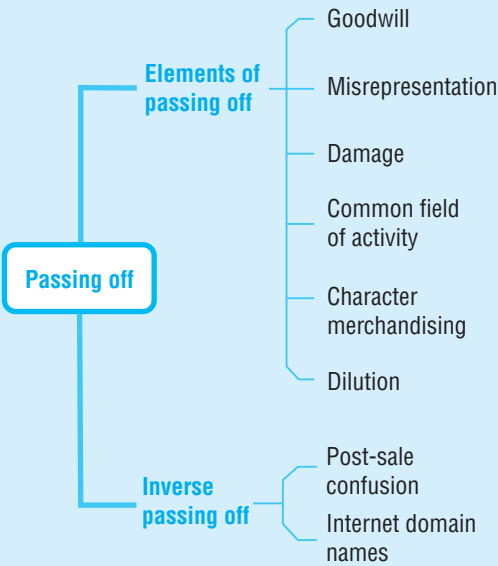 Goodwill
Elements of
passing off
Misrepresentation
Damage
Common field
of activity
Passing off
Character
merchandising
Dilution
Inverse
passing off
Post-sale
confusion
Internet domain
names